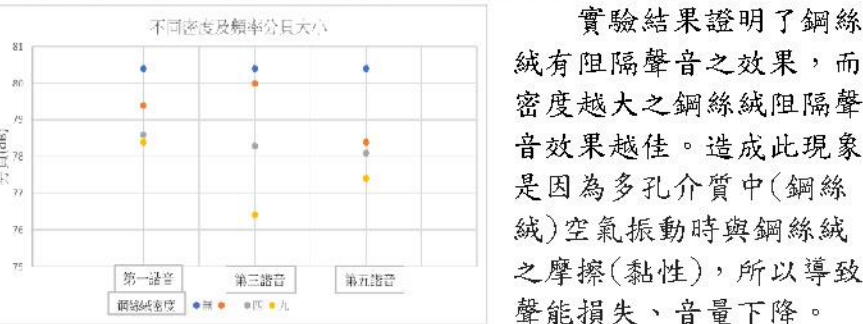 不同密度及頻率分貝大小
81
80
79
78
77
76
75
分貝(dB)
第一諧音
第三諧音
第五諧音
鋼絲絨密度
無
四
九
實驗結果證明了鋼絲
絨有阻隔聲音之效果，而
密度越大之鋼絲絨阻隔聲
音效果越佳。造成此現象
是因為多孔介質中(鋼絲
絨)空氣振動時與鋼絲絨
之摩擦(黏性)，所以導致
聲能損失、音量下降。